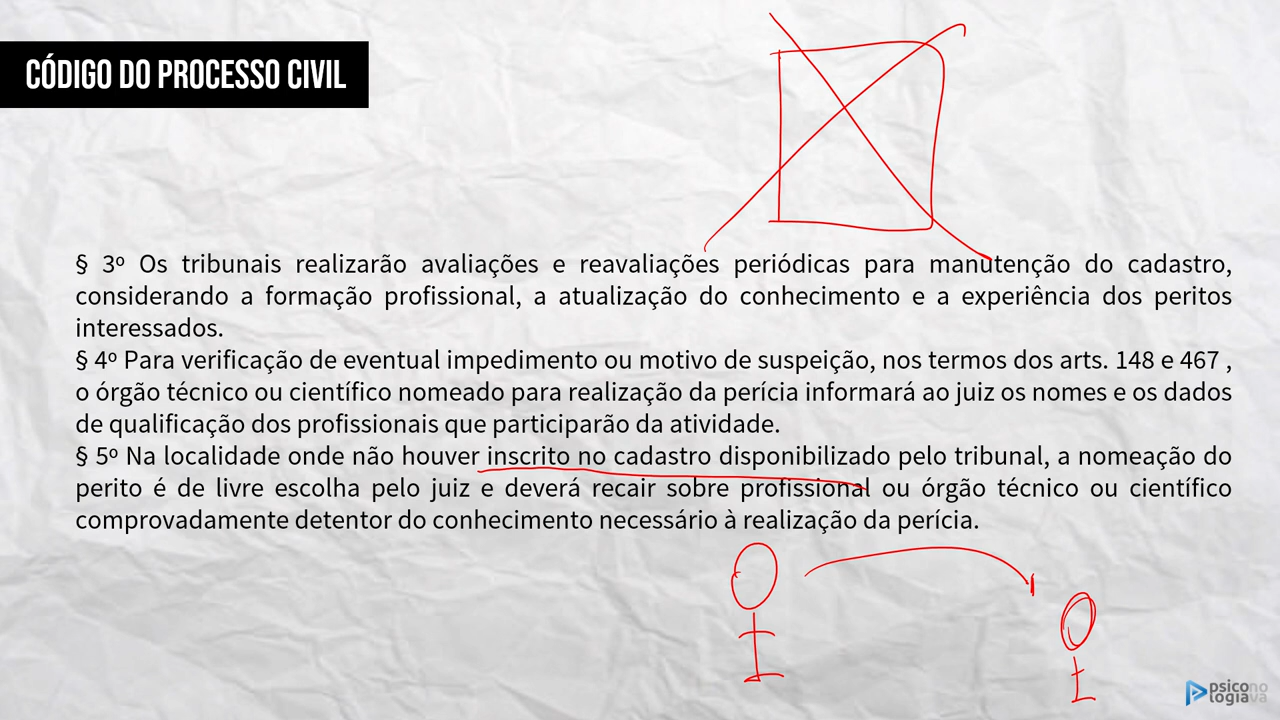 CÓDIGO DO PROCESSO CIVIL
§ 3º Os tribunais realizarão avaliações e reavaliações periódicas para manutenção do cadastro,
considerando a formação profissional, a atualização do conhecimento e a experiência dos peritos
interessados.
§ 4º Para verificação de eventual impedimento ou motivo de suspeição, nos termos dos arts. 148 e 467 ,
o órgão técnico ou científico nomeado para realização da perícia informará ao juiz os nomes e os dados
de qualificação dos profissionais que participarão da atividade.
§ 5º Na localidade onde não houver inscrito no cadastro disponibilizado pelo tribunal, a nomeação do
perito é de livre escolha pelo juiz e deverá recair sobre profissional ou órgão técnico ou científico
comprovadamente detentor do conhecimento necessário à realização da perícia.
psicono
logiava